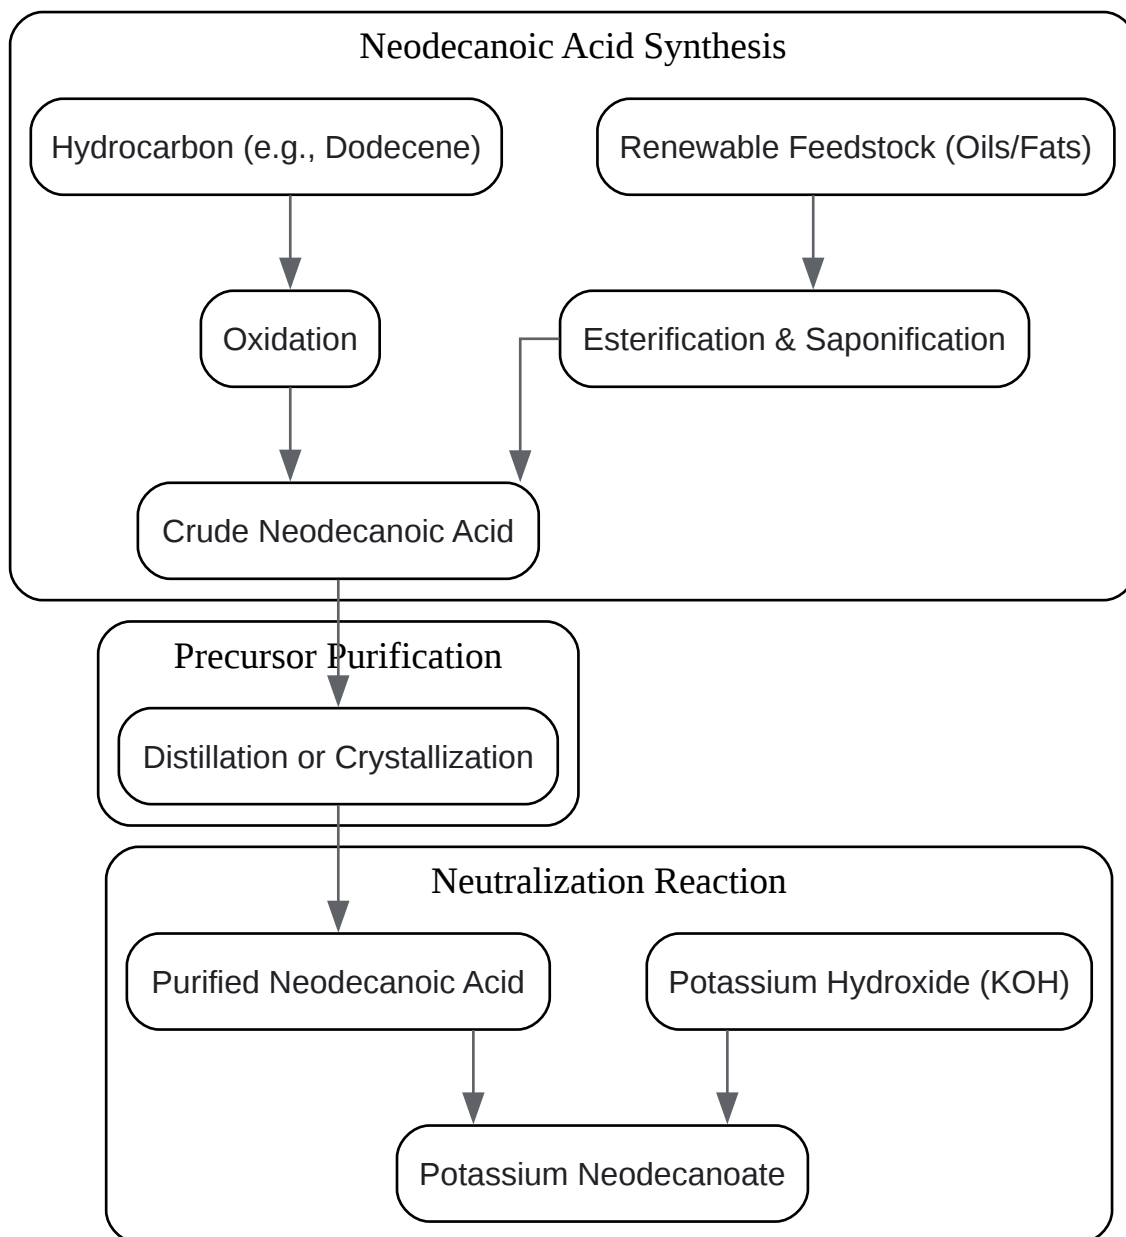 Neodecanoic Acid Synthesis
Hydrocarbon (e.g., Dodecene)
Renewable Feedstock (Oils/Fats)
Oxidation
Esterification & Saponification
Crude Neodecanoic Acid
Precursor Purification
Distillation or Crystallization
Neutralization Reaction
Purified Neodecanoic Acid
Potassium Hydroxide (KOH)
Potassium Neodecanoate